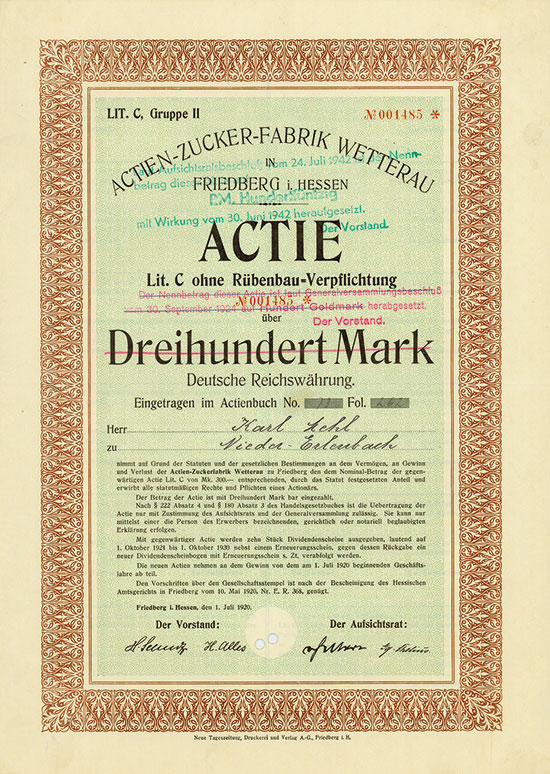 LIT. C, Gruppe II
№001485 *
ACTIEN-ZUCKER-FABRIK WETTERAU
Laut Aufsichtsratsbeschluß vom 24. Juli 1942 ist der Nenn-
IN
betrag dieser
FRIEDBERG i. HESSEN
RM. Hundertfünfzig
mit Wirkung vom 30. Juni 1942 heraufgesetzt.
Der Vorstand.
ACTIE
Lit. C ohne Rübenbau-Verpflichtung
Der Nennbetrag dieser Actie ist laut Generalversammlungsbeschluß
№001485 *
vom 30. September 1924 auf Hundert Goldmark herabgesetzt.
über
Der Vorstand.
Dreihundert Mark
Deutsche Reichswährung.
Eingetragen im Actienbuch No. 13 Fol. 262
Herr Karl
zu Nieder-Erlenbach
nimmt auf Grund der Statuten und der gesetzlichen Bestimmungen an dem Vermögen, an Gewinn
und Verlust der Actien-Zuckerfabrik Wetterau zu Friedberg den dem Nominal-Betrag der gegen-
wärtigen Actie Lit. C von Mk. 300.— entsprechenden, durch das Statut festgesetzten Anteil und
erwirbt alle statutmäßigen Rechte und Pflichten eines Actionärs.
Der Betrag der Actie ist mit Dreihundert Mark bar eingezahlt.
Nach § 222 Absatz 4 und § 180 Absatz 3 des Handelsgesetzbuches ist die Uebertragung der
Actie nur mit Zustimmung des Aufsichtsrats und der Generalversammlung zulässig. Sie kann nur
mittelst einer die Person des Erwerbers bezeichnenden, gerichtlich oder notariell beglaubigten
Erklärung erfolgen.
Mit gegenwärtiger Actie werden zehn Stück Dividendenscheine ausgegeben, lautend auf
1. Oktober 1921 bis 1. Oktober 1930 nebst einem Erneuerungsschein, gegen dessen Rückgabe ein
neuer Dividendenscheinbogen mit Erneuerungsschein s. Zt. verabfolgt werden.
Die neuen Actien nehmen an dem Gewinn von dem am 1. Juli 1920 beginnenden Geschäfts-
jahre ab teil.
Den Vorschriften über den Gesellschaftsstempel ist nach der Bescheinigung des Hessischen
Amtsgerichts in Friedberg vom 10. Mai 1920, Nr. E. R. 368, genügt.
Friedberg i. Hessen, den 1. Juli 1920.
Der Vorstand: Der Aufsichtsrat:
H. Alles
Neue Tageszeitung, Druckerei und Verlag A.-G., Friedberg i. H.